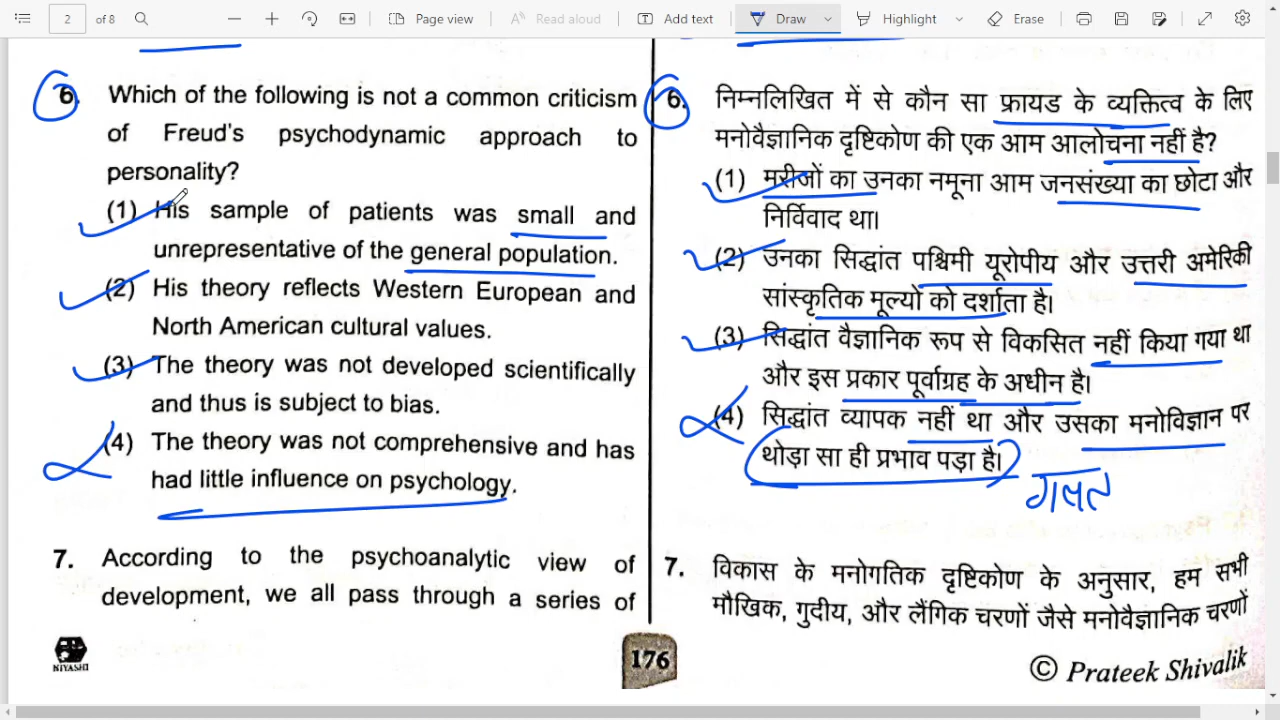 2 of 8 Page view Read aloud Add text Draw Highlight Erase
6. Which of the following is not a common criticism
of Freud's psychodynamic approach to
personality?
(1) His sample of patients was small and
unrepresentative of the general population.
(2) His theory reflects Western European and
North American cultural values.
(3) The theory was not developed scientifically
and thus is subject to bias.
(4) The theory was not comprehensive and has
had little influence on psychology.
7. According to the psychoanalytic view of
development, we all pass through a series of
6. निम्नलिखित में से कौन सा फ्रायड के व्यक्तित्व के लिए
मनोवैज्ञानिक दृष्टिकोण की एक आम आलोचना नहीं है?
(1) मरीजों का उनका नमूना आम जनसंख्या का छोटा और
निर्विवाद था।
(2) उनका सिद्धांत पश्चिमी यूरोपीय और उत्तरी अमेरिकी
सांस्कृतिक मूल्यो को दर्शाता है।
(3) सिद्धांत वैज्ञानिक रूप से विकसित नहीं किया गया था
और इस प्रकार पूर्वाग्रह के अधीन है।
(4) सिद्धांत व्यापक नहीं था और उसका मनोविज्ञान पर
थोड़ा सा ही प्रभाव पड़ा है।
गलत
7. विकास के मनोगतिक दृष्टिकोण के अनुसार, हम सभी
मौखिक, गुदीय, और लैंगिक चरणों जैसे मनोवैज्ञानिक चरणों
KIYASHI
176
© Prateek Shivalik